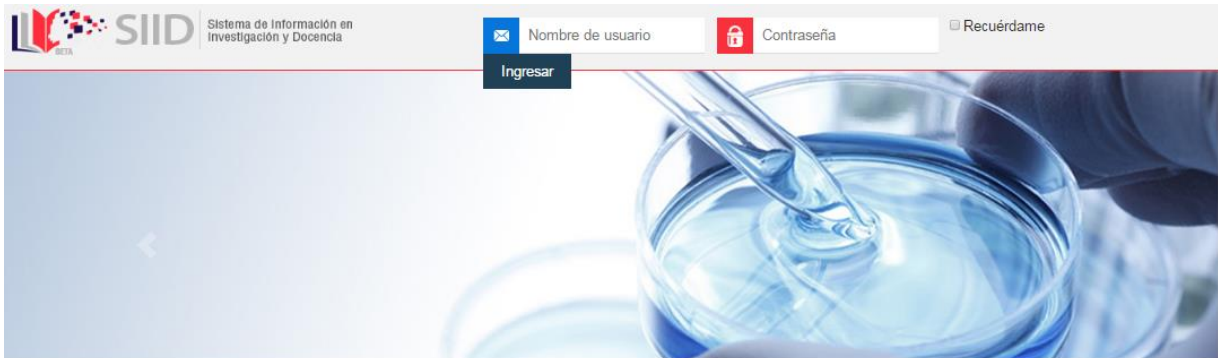 SIID
Sistema de Información en
Investigación y Docencia
BETA
Nombre de usuario
Contraseña
Recuérdame
Ingresar